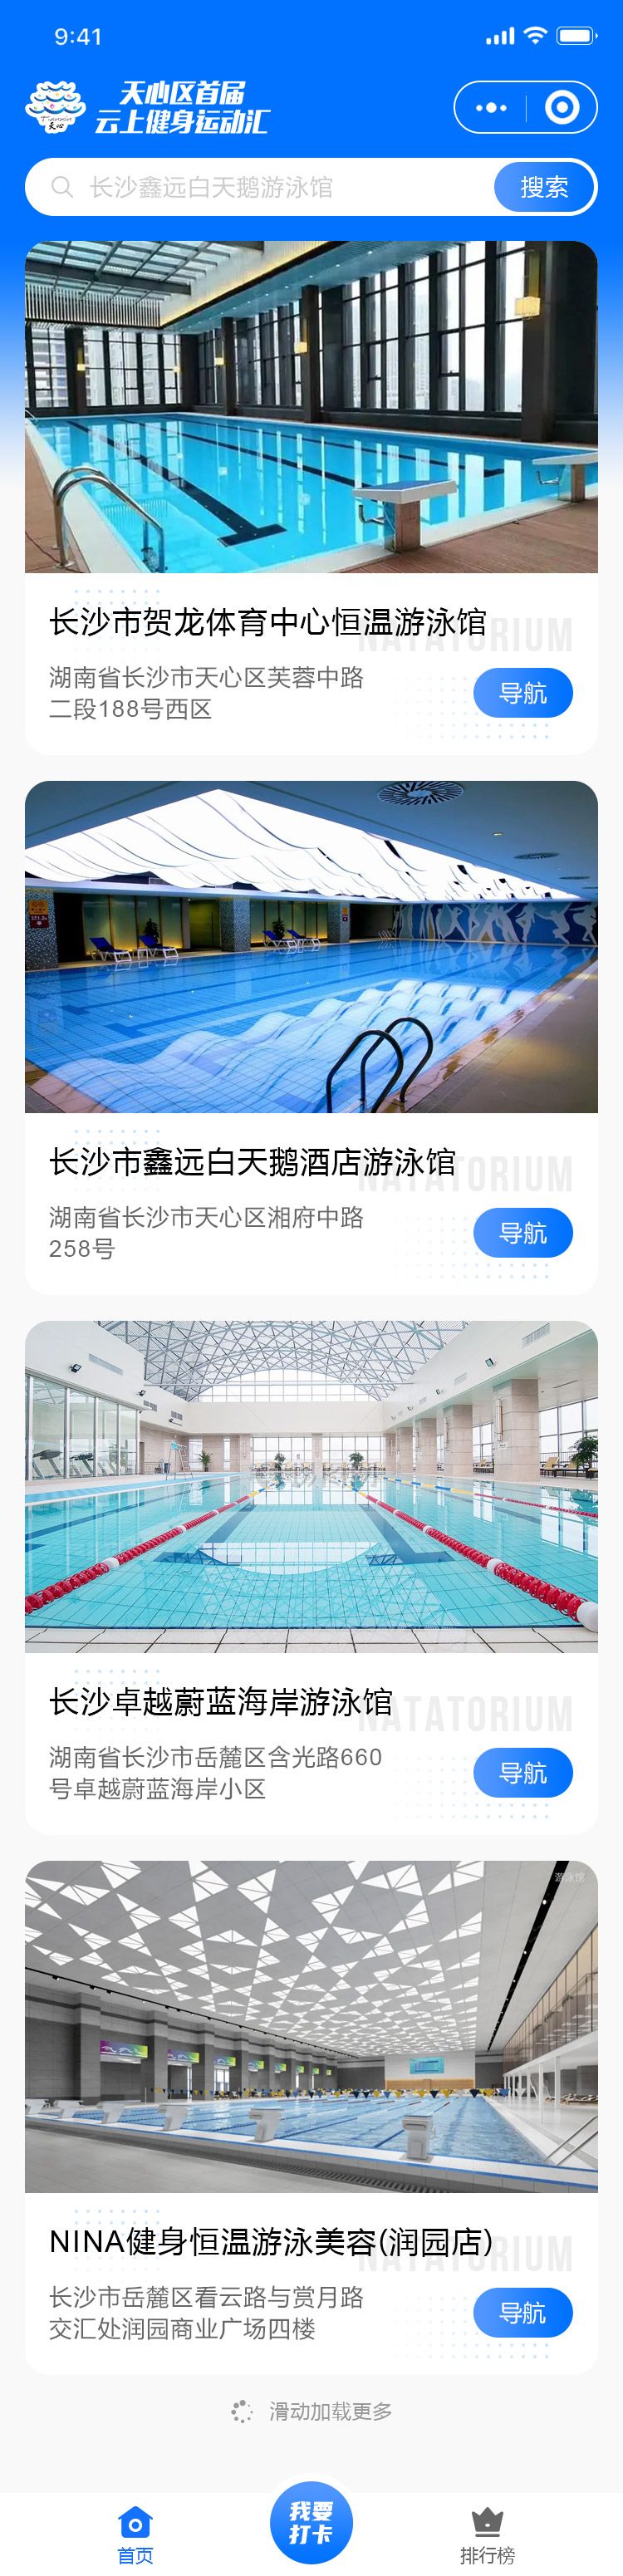 9:41
天心区首届
云上健身运动汇
Tianxin
天心
长沙鑫远白天鹅游泳馆
搜索
长沙市贺龙体育中心恒温游泳馆
NATATORIUM
湖南省长沙市天心区芙蓉中路
二段188号西区
导航
长沙市鑫远白天鹅酒店游泳馆
NATATORIUM
湖南省长沙市天心区湘府中路
258号
导航
长沙卓越蔚蓝海岸游泳馆
NATATORIUM
湖南省长沙市岳麓区含光路660
号卓越蔚蓝海岸小区
导航
游泳馆
NINA健身恒温游泳美容(润园店)
NATATORIUM
长沙市岳麓区看云路与赏月路
交汇处润园商业广场四楼
导航
滑动加载更多
我要
打卡
首页
排行榜